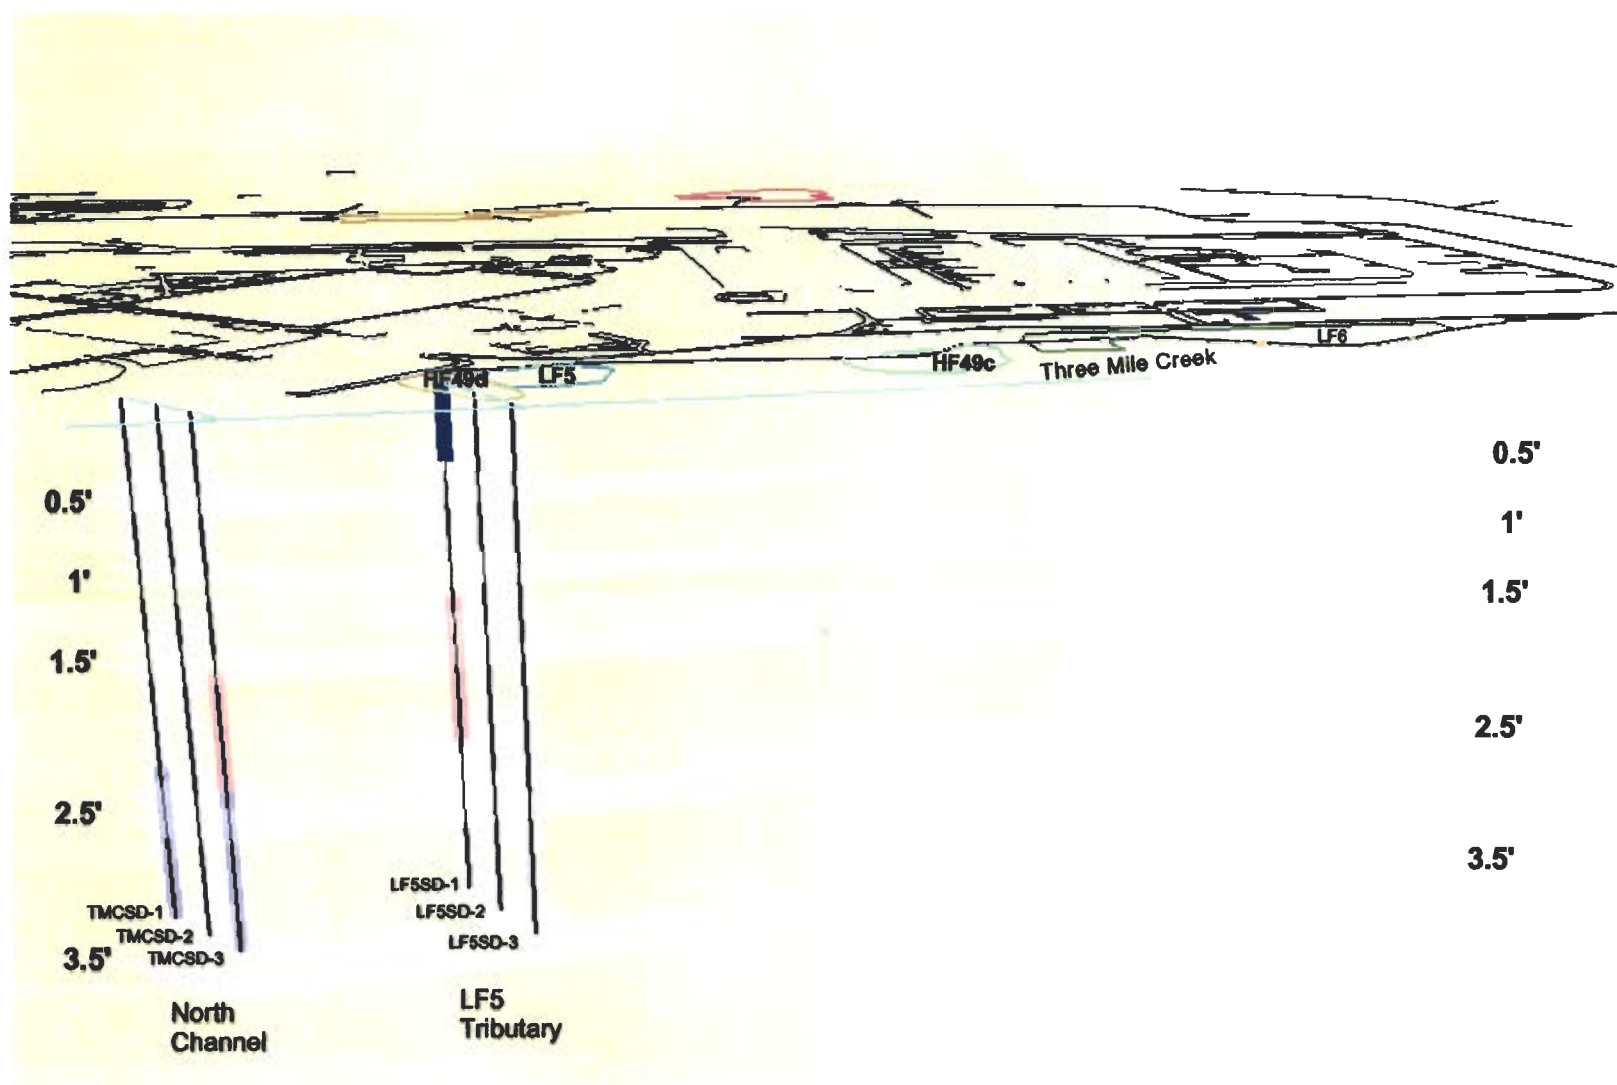 LF6
HF49c
Three Mile Creek
HF49d
LF5
0.5'
1'
1.5'
2.5'
3.5'
0.5'
1'
1.5'
2.5'
3.5'
TMCSD-1
TMCSD-2
TMCSD-3
LF5SD-1
LF5SD-2
LF5SD-3
North
Channel
LF5
Tributary